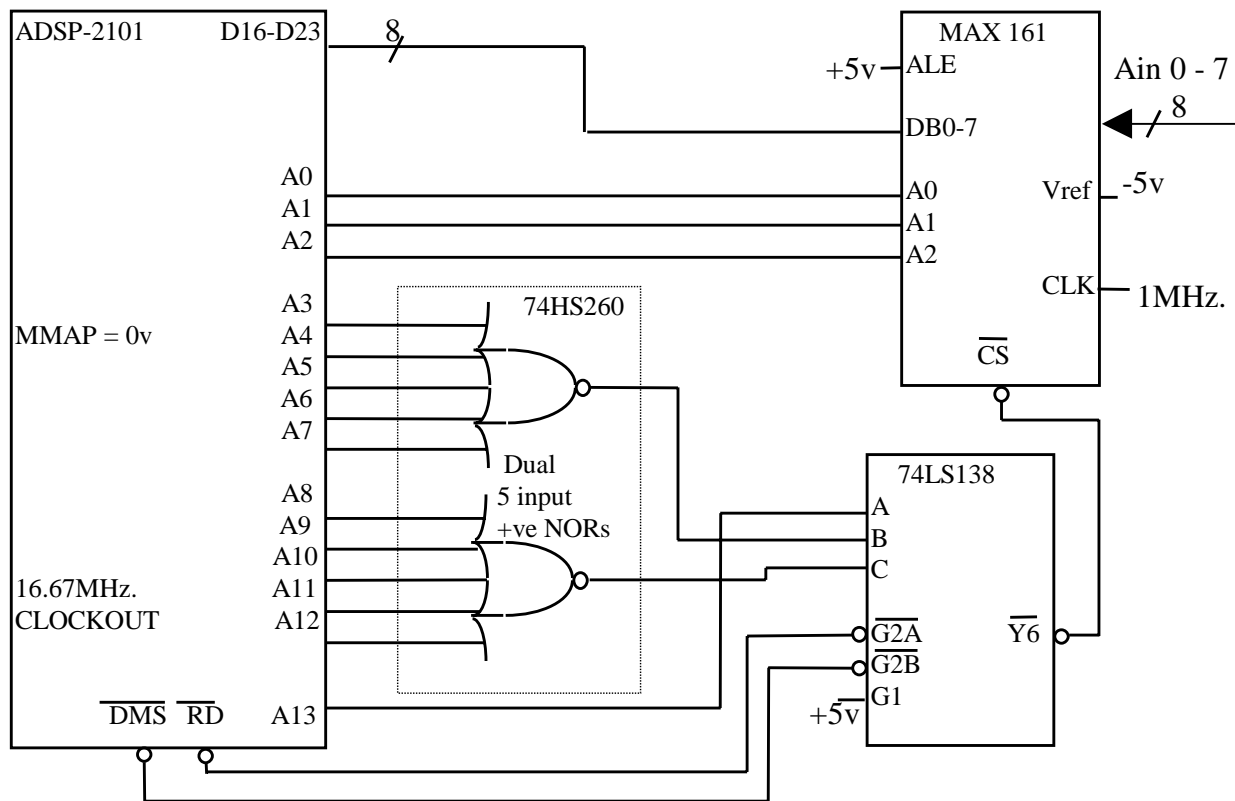 ADSP-2101
D16-D23
8
MAX 161
+5v
ALE
Ain 0 - 7
8
DB0-7
A0
A1
A2
A0
A1
A2
Vref
-5v
CLK
1MHz.
CS
MMAP = 0v
A3
A4
A5
A6
A7
74HS260
Dual
5 input
+ve NORs
A8
A9
A10
A11
A12
16.67MHz.
CLOCKOUT
DMS
RD
A13
74LS138
A
B
C
G2A
G2B
G1
+5v
Y6